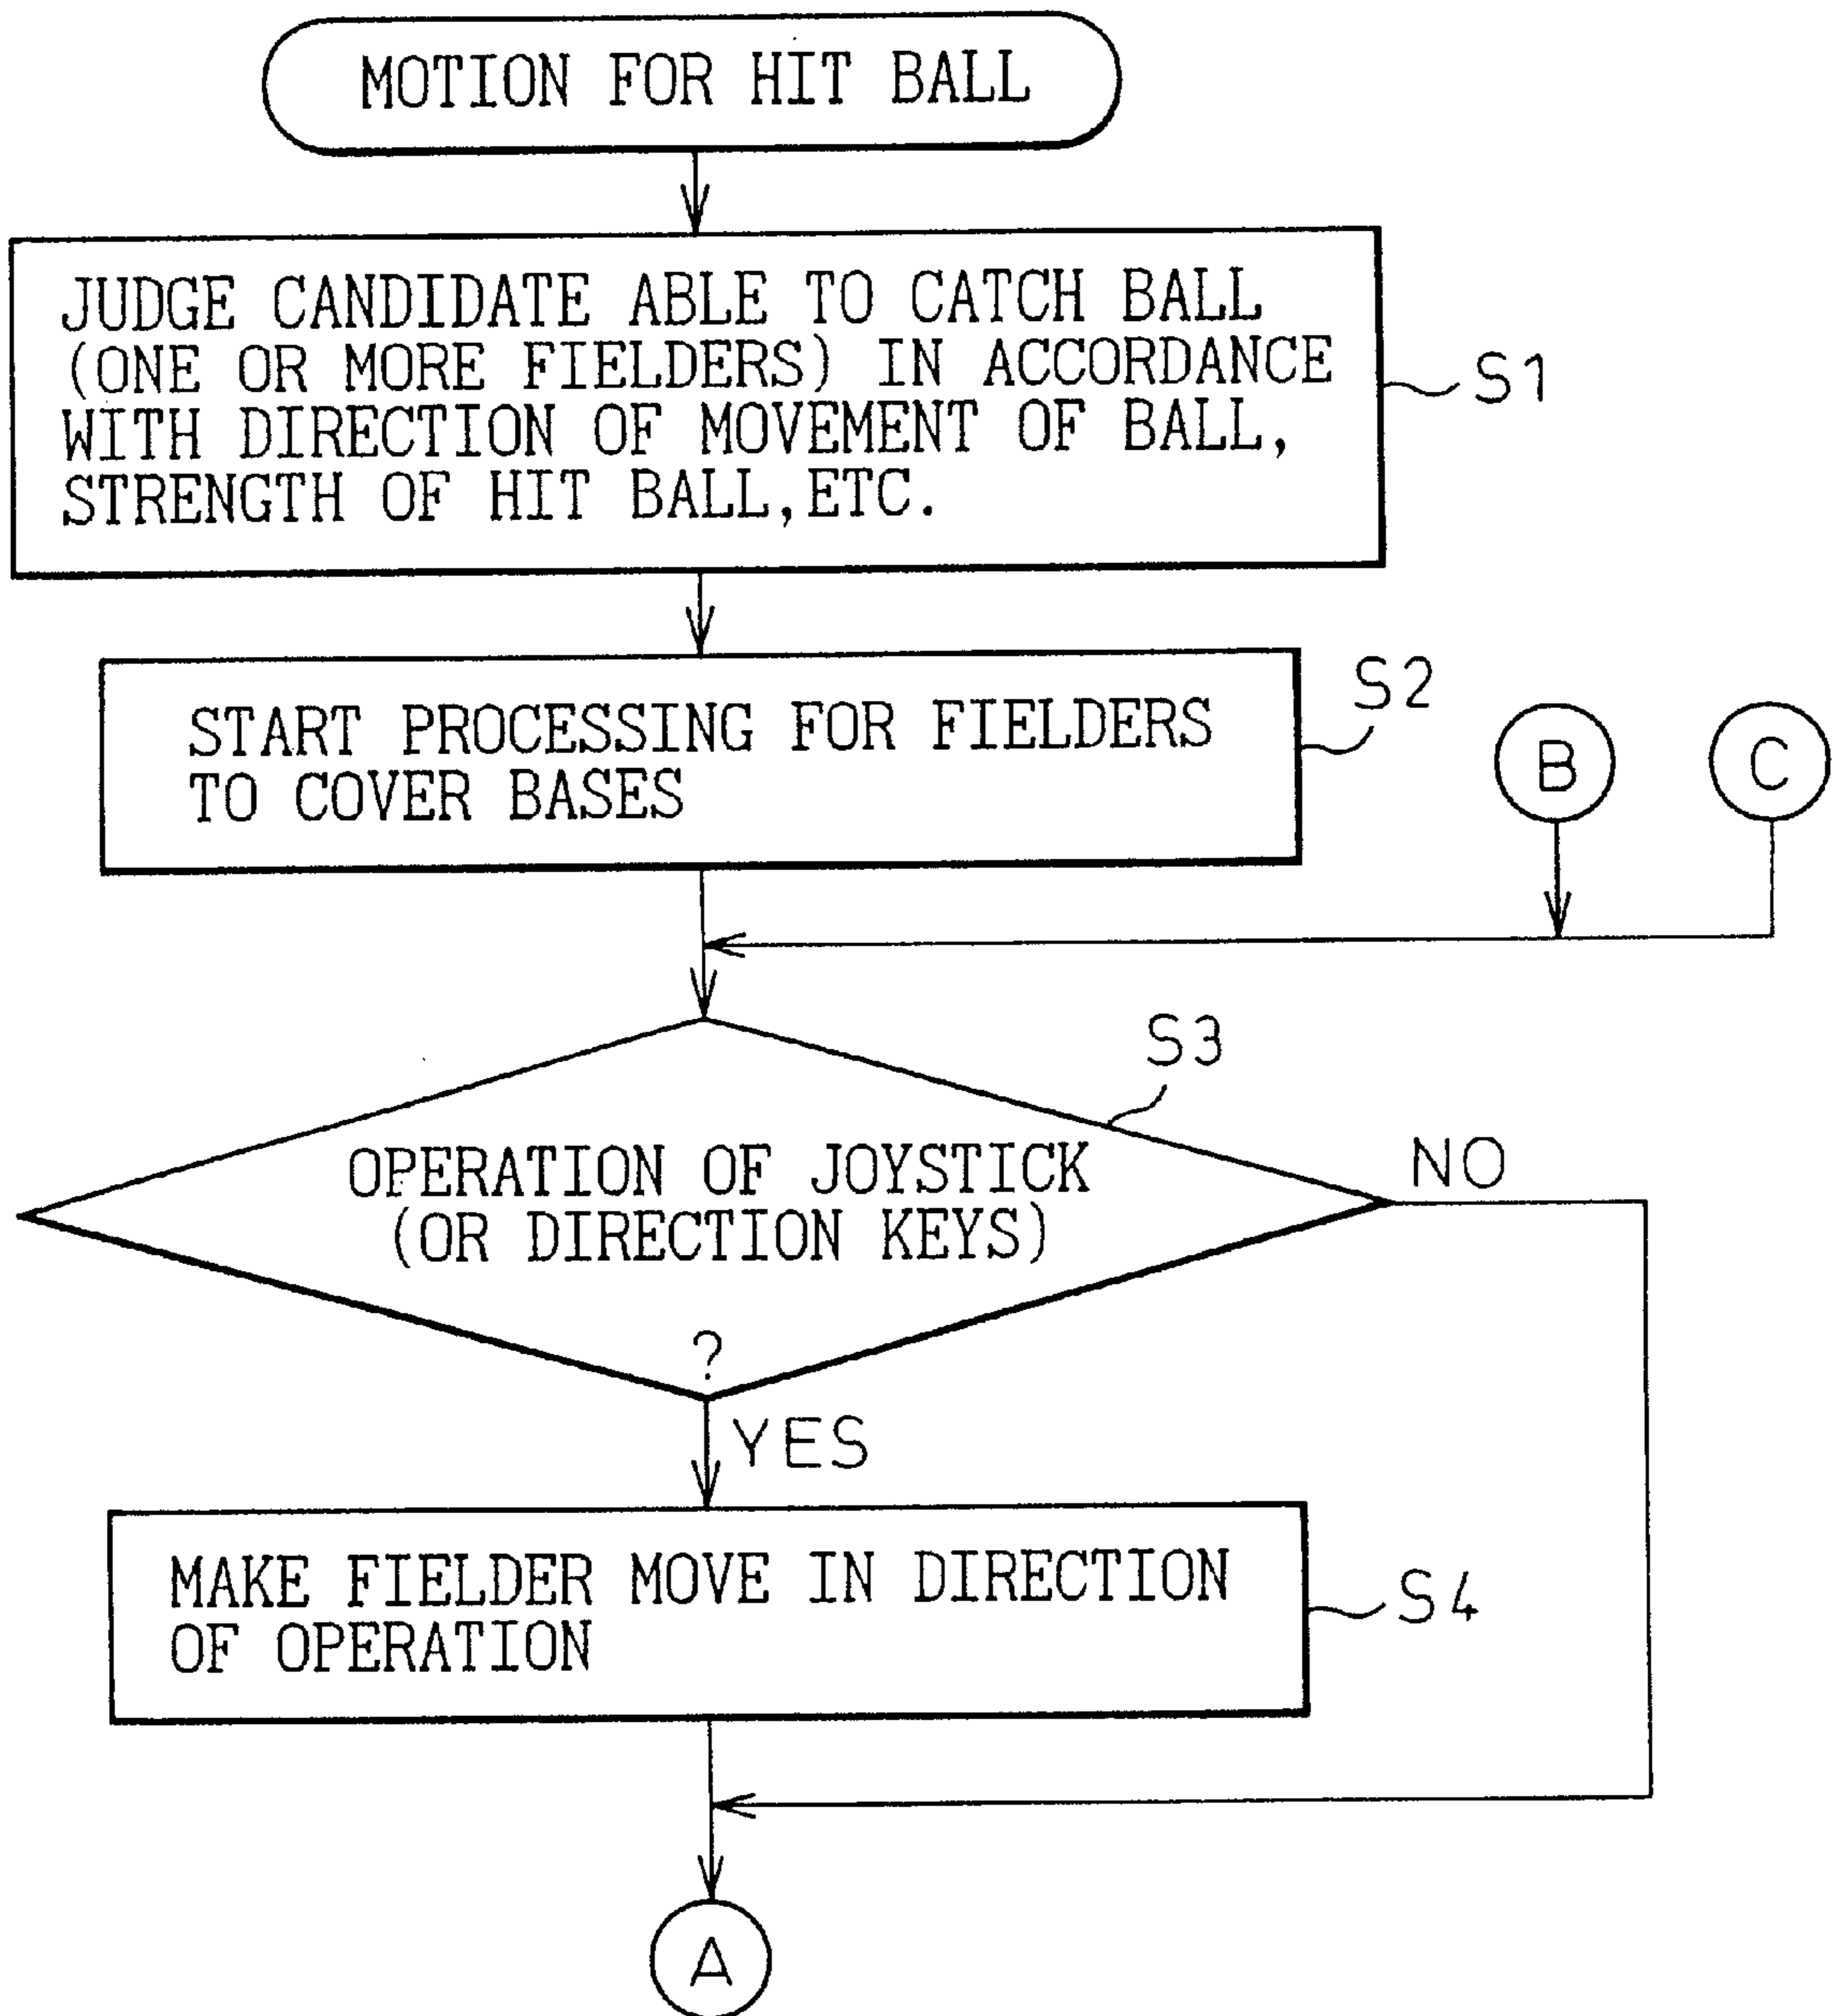 MOTION FOR HIT BALL
JUDGE CANDIDATE ABLE TO CATCH BALL
(ONE OR MORE FIELDERS) IN ACCORDANCE
WITH DIRECTION OF MOVEMENT OF BALL,
STRENGTH OF HIT BALL,ETC.
S1
START PROCESSING FOR FIELDERS
TO COVER BASES
S2
B
C
S3
OPERATION OF JOYSTICK
(OR DIRECTION KEYS)
?
NO
YES
MAKE FIELDER MOVE IN DIRECTION
OF OPERATION
S4
A